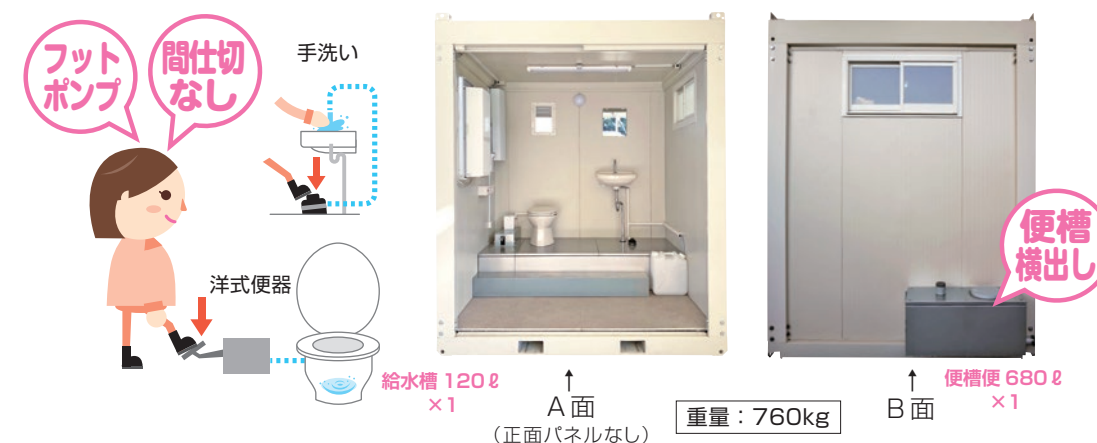 フット
ポンプ
間仕切
なし
手洗い
洋式便器
給水槽 120ℓ
×1
↑
A面
(正面パネルなし)
重量：760kg
↑
B面
便槽便 680ℓ
×1
便槽
横出し